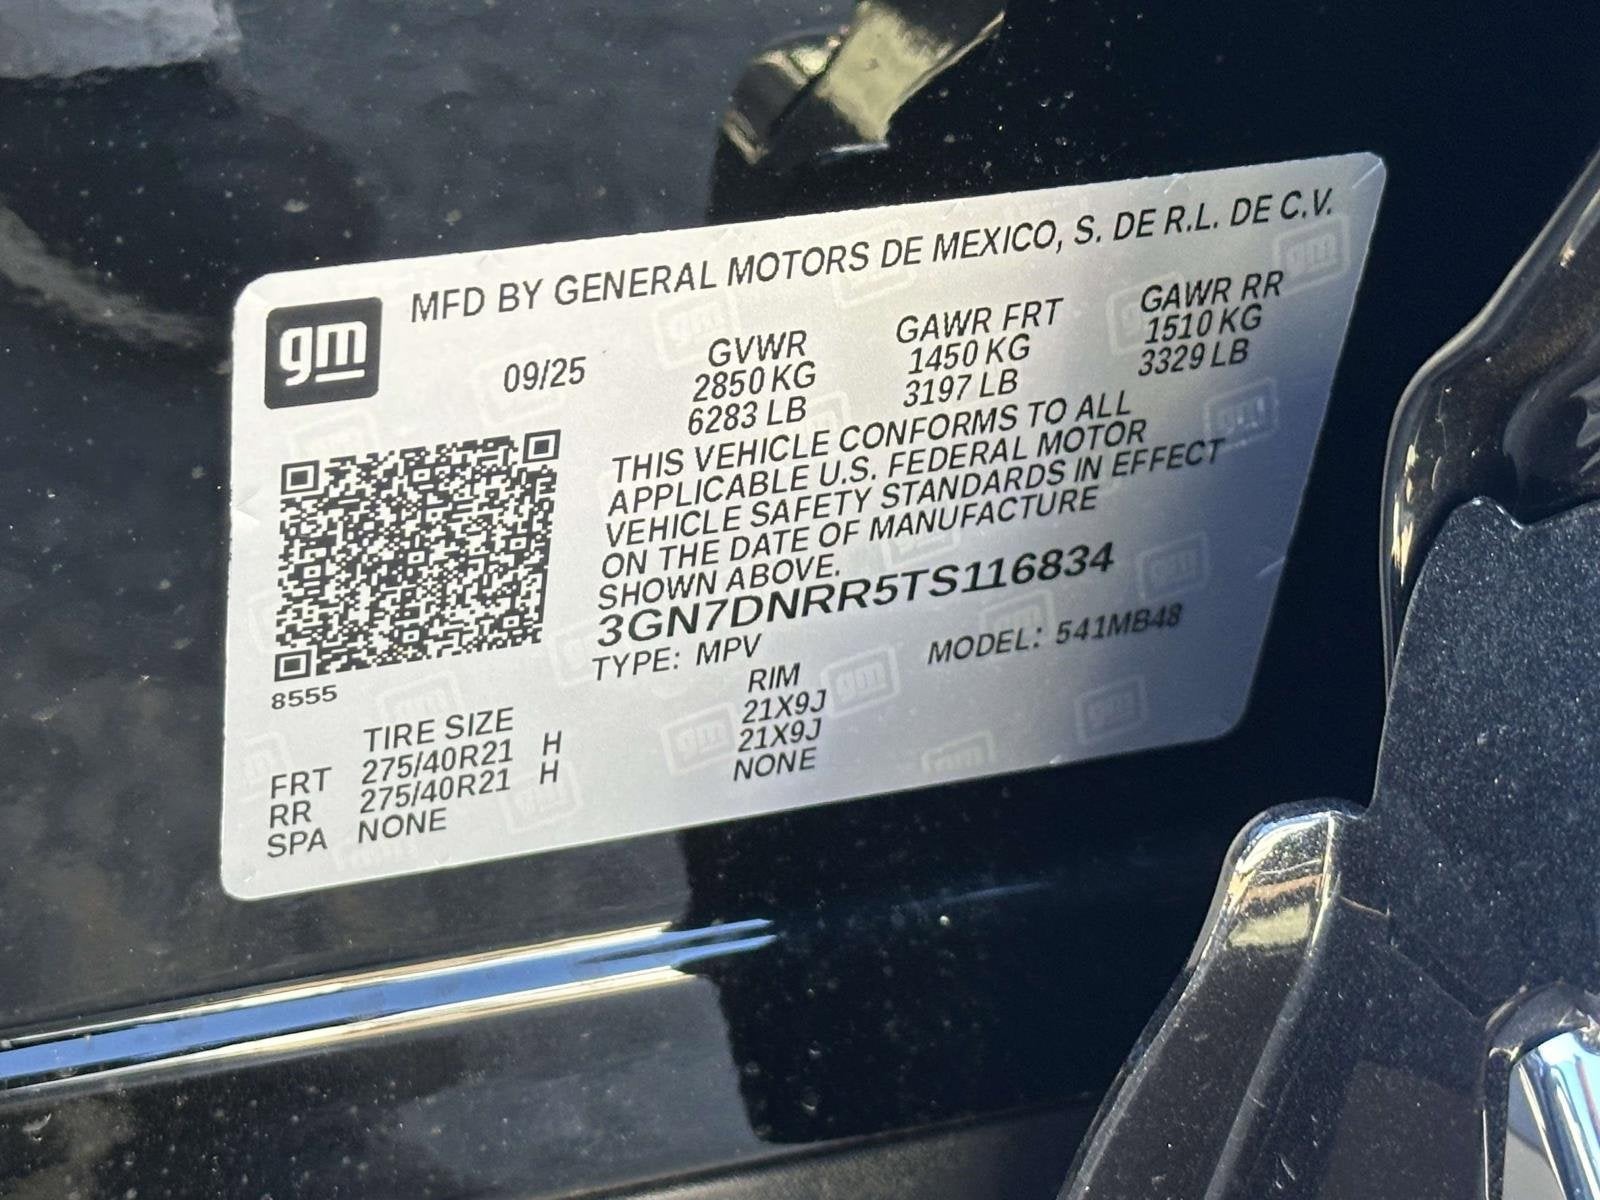 gm
MFD BY GENERAL MOTORS DE MEXICO, S. DE R.L. DE C.V.
09/25
GVWR
2850 KG
6283 LB
GAWR FRT
1450 KG
3197 LB
GAWR RR
1510 KG
3329 LB
THIS VEHICLE CONFORMS TO ALL
APPLICABLE U.S. FEDERAL MOTOR
VEHICLE SAFETY STANDARDS IN EFFECT
ON THE DATE OF MANUFACTURE
SHOWN ABOVE.
3GN7DNRR5TS116834
TYPE: MPV MODEL: 541MB48
8555
TIRE SIZE RIM
FRT 275/40R21 H 21X9J
RR 275/40R21 H 21X9J
SPA NONE NONE